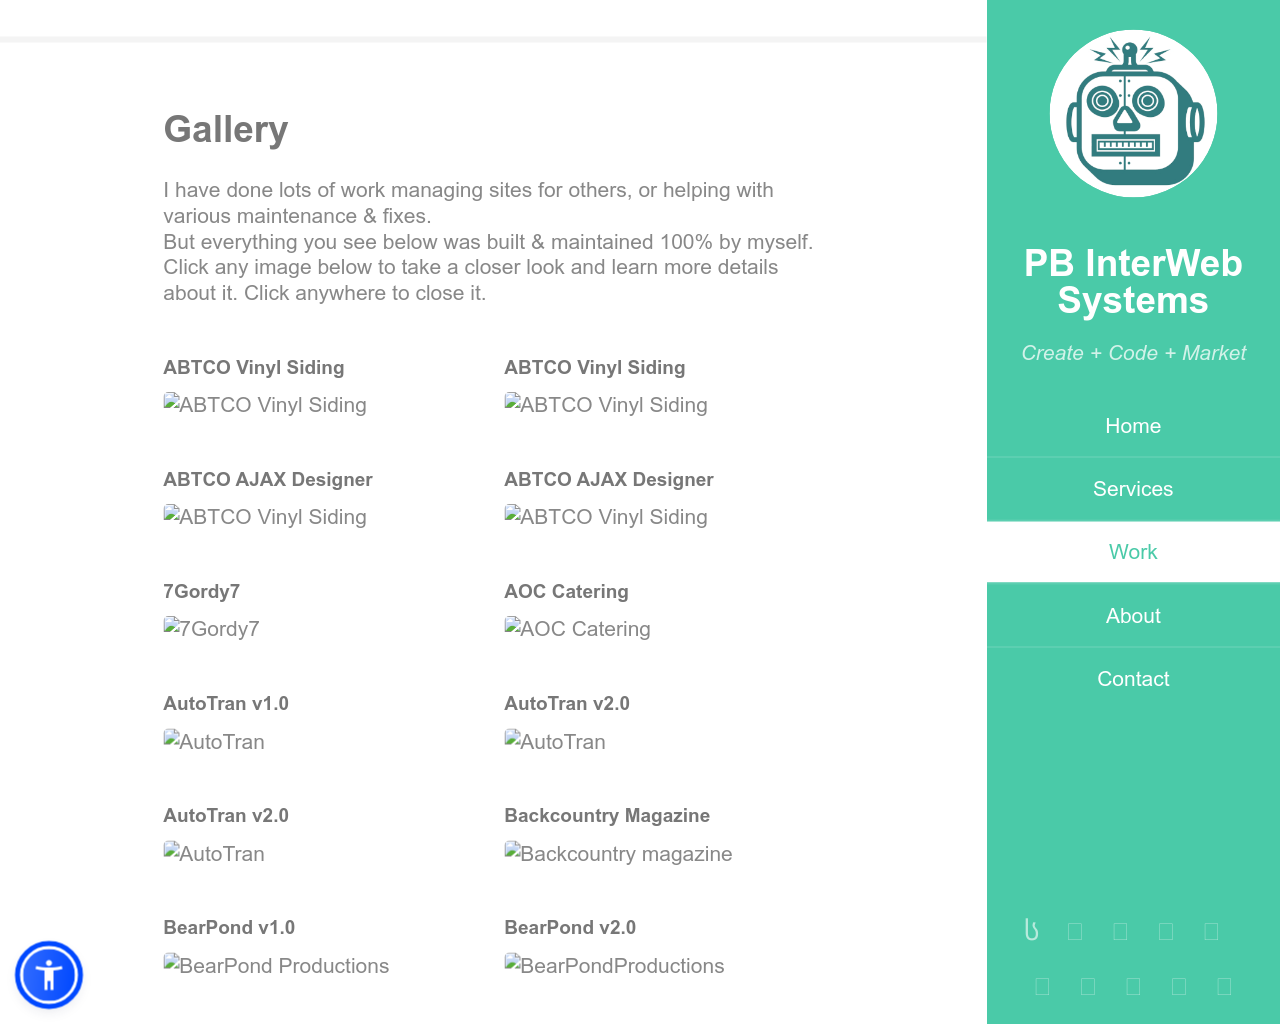 Gallery
I have done lots of work managing sites for others, or helping with
various maintenance & fixes.
But everything you see below was built & maintained 100% by myself.
Click any image below to take a closer look and learn more details
about it. Click anywhere to close it.
ABTCO Vinyl Siding
ABTCO Vinyl Siding
ABTCO Vinyl Siding
ABTCO Vinyl Siding
ABTCO AJAX Designer
ABTCO Vinyl Siding
ABTCO AJAX Designer
ABTCO Vinyl Siding
7Gordy7
7Gordy7
AOC Catering
AOC Catering
AutoTran v1.0
AutoTran
AutoTran v2.0
AutoTran
AutoTran v2.0
AutoTran
Backcountry Magazine
Backcountry magazine
BearPond v1.0
BearPond Productions
BearPond v2.0
BearPondProductions
PB InterWeb
Systems
Create + Code + Market
Home
Services
Work
About
Contact